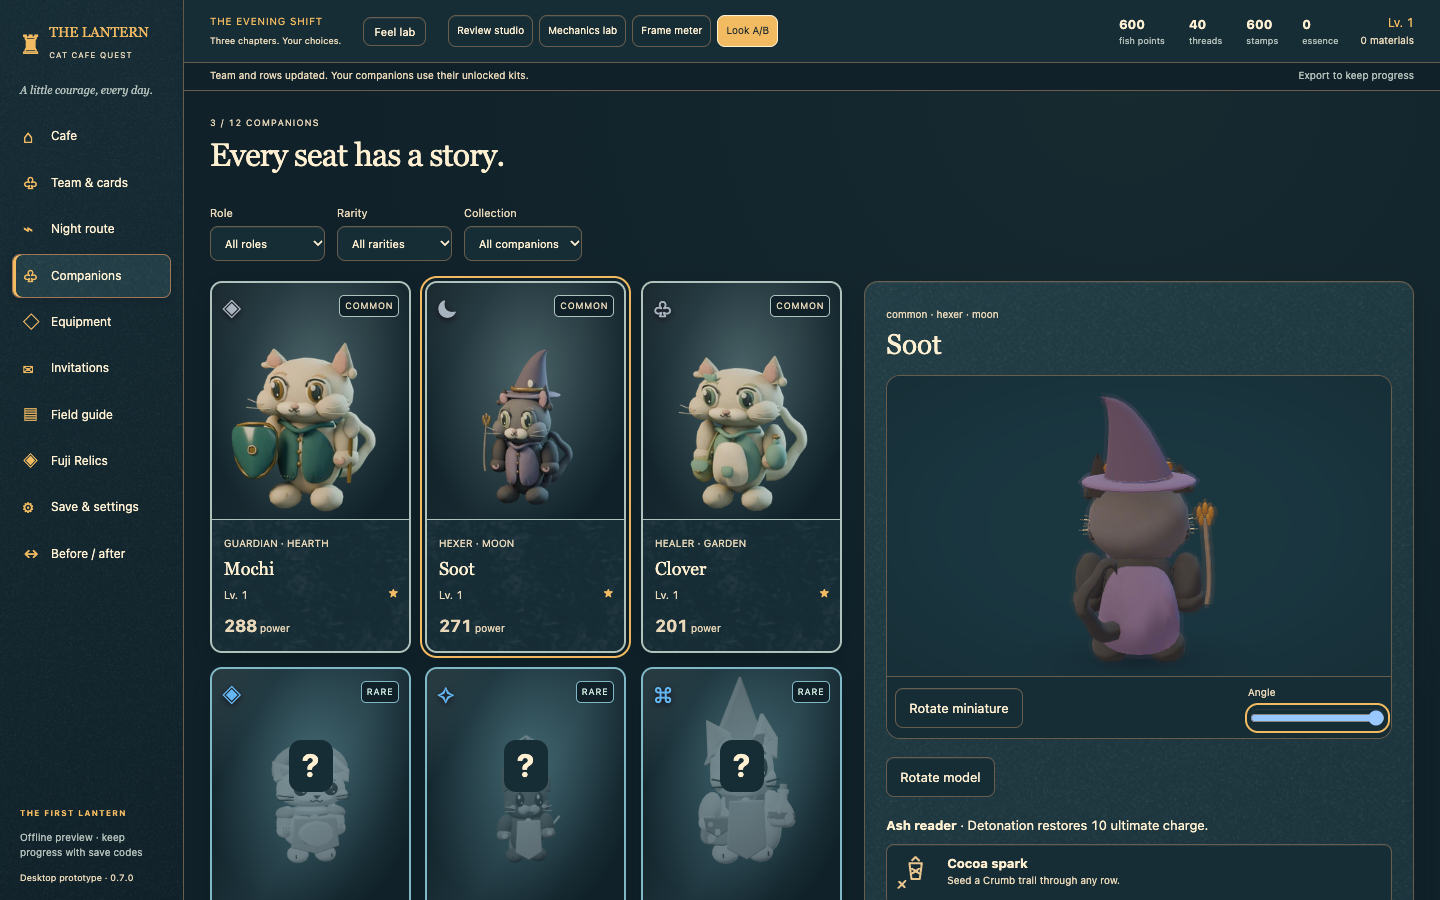 THE LANTERN
CAT CAFE QUEST
A little courage, every day.
Cafe
Team & cards
Night route
Companions
Equipment
Invitations
Field guide
Fuji Relics
Save & settings
Before / after
THE FIRST LANTERN
Offline preview · keep
progress with save codes
Desktop prototype · 0.7.0
THE EVENING SHIFT
Three chapters. Your choices.
Feel lab
Review studio
Mechanics lab
Frame meter
Look A/B
600
fish points
40
threads
600
stamps
0
essence
Lv. 1
0 materials
Team and rows updated. Your companions use their unlocked kits.
Export to keep progress
3 / 12 COMPANIONS
Every seat has a story.
Role
Rarity
Collection
All roles
All rarities
All companions
COMMON
GUARDIAN · HEARTH
Mochi
Lv. 1
288 power
COMMON
HEXER · MOON
Soot
Lv. 1
271 power
COMMON
HEALER · GARDEN
Clover
Lv. 1
201 power
RARE
?
RARE
?
RARE
?
common · hexer · moon
Soot
Rotate miniature
Angle
Rotate model
Ash reader · Detonation restores 10 ultimate charge.
Cocoa spark
Seed a Crumb trail through any row.